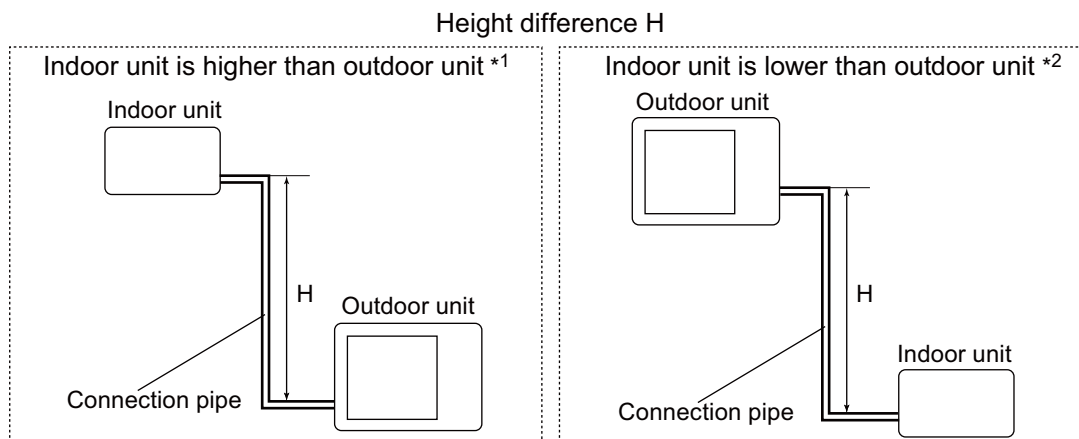 Height difference H
Indoor unit is higher than outdoor unit *1
Indoor unit
H
Outdoor unit
Connection pipe
Indoor unit is lower than outdoor unit *2
Outdoor unit
H
Indoor unit
Connection pipe